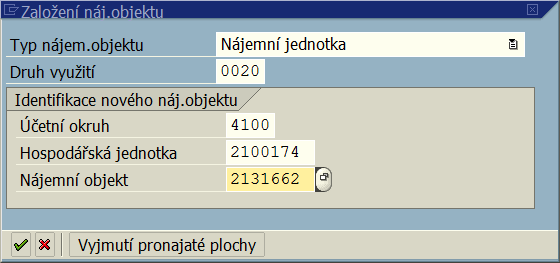 Založení náj.objektu
Typ nájem.objektu Nájemní jednotka
Druh využití 0020
Identifikace nového náj.objektu
Účetní okruh 4100
Hospodářská jednotka 2100174
Nájemní objekt 2131662
Vyjmutí pronajaté plochy